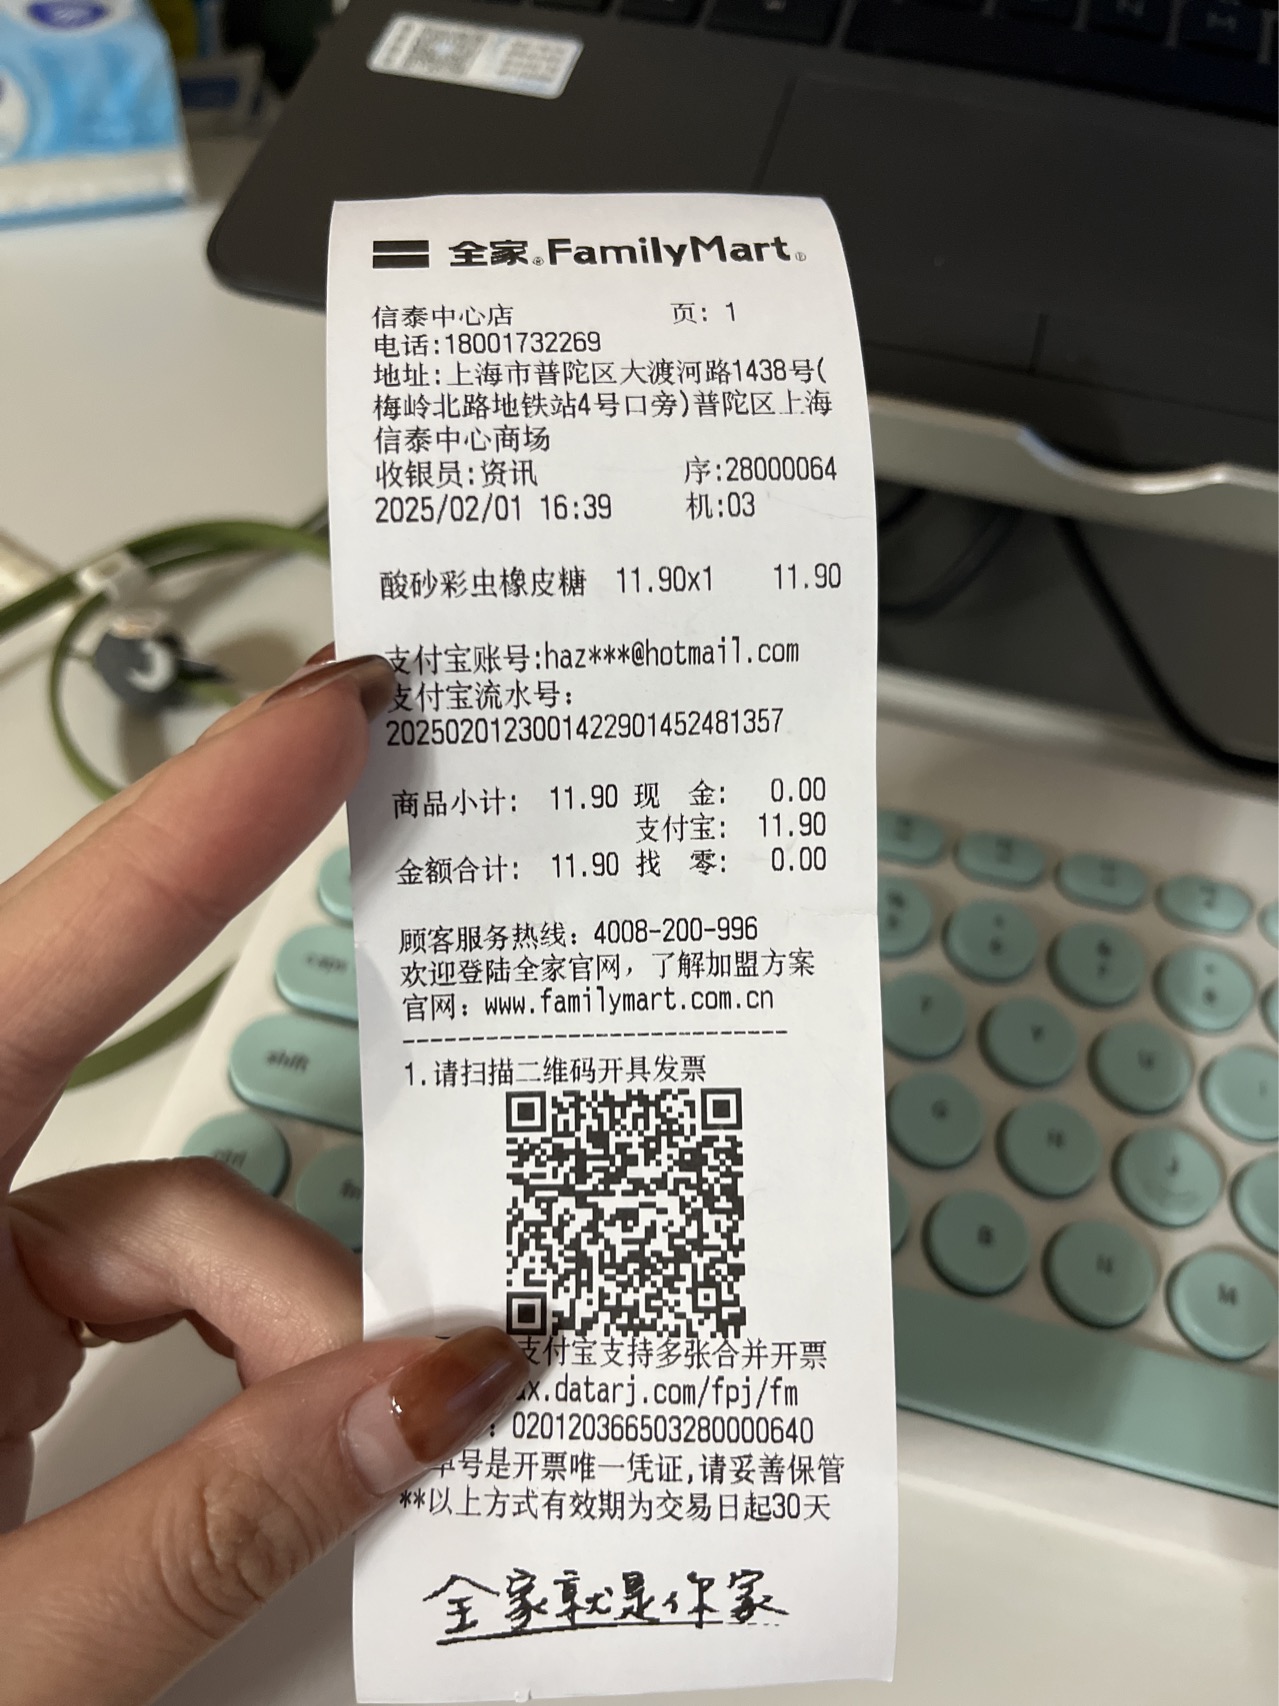 全家®FamilyMart®
信泰中心店 页: 1
电话:18001732269
地址:上海市普陀区大渡河路1438号(
梅岭北路地铁站4号口旁)普陀区上海
信泰中心商场
收银员:资讯 序:28000064
2025/02/01 16:39 机:03
酸砂彩虫橡皮糖 11.90x1 11.90
支付宝账号:haz***@hotmail.com
支付宝流水号:
2025020123001422901452481357
商品小计: 11.90 现 金: 0.00
支付宝: 11.90
金额合计: 11.90 找 零: 0.00
顾客服务热线: 4008-200-996
欢迎登陆全家官网, 了解加盟方案
官网: www.familymart.com.cn
1.请扫描二维码开具发票
支付宝支持多张合并开票
x.datarj.com/fpj/fm
: 02012036650328000064​0
单号是开票唯一凭证,请妥善保管
**以上方式有效期为交易日起30天
全家就是你家
caps
shift
ctrl
fn
Y
U
G
H
J
B
N
M